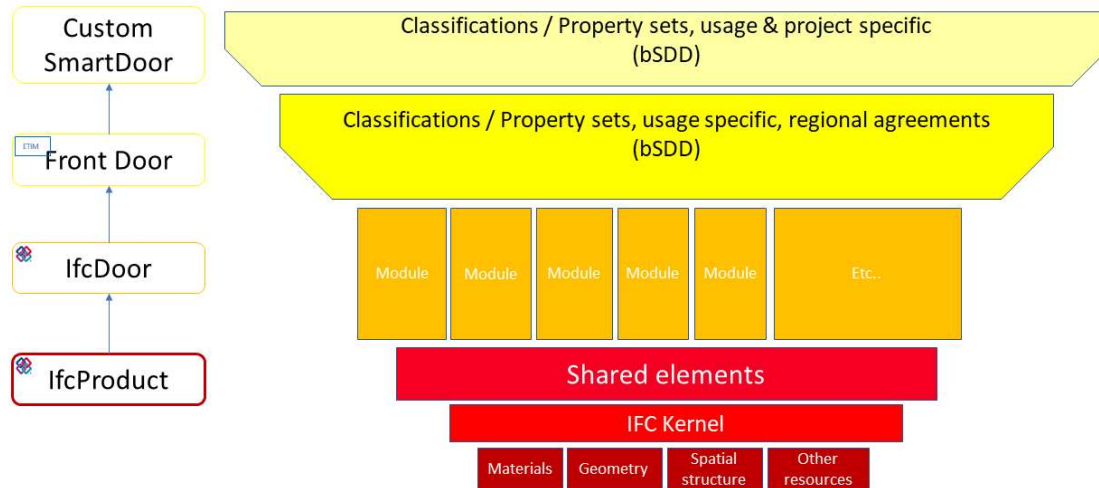 Custom
SmartDoor
Classifications / Property sets, usage & project specific
(bSDD)
ETIM
Front Door
Classifications / Property sets, usage specific, regional agreements
(bSDD)
IfcDoor
Module
Module
Module
Module
Module
Etc..
IfcProduct
Shared elements
IFC Kernel
Materials
Geometry
Spatial
structure
Other
resources